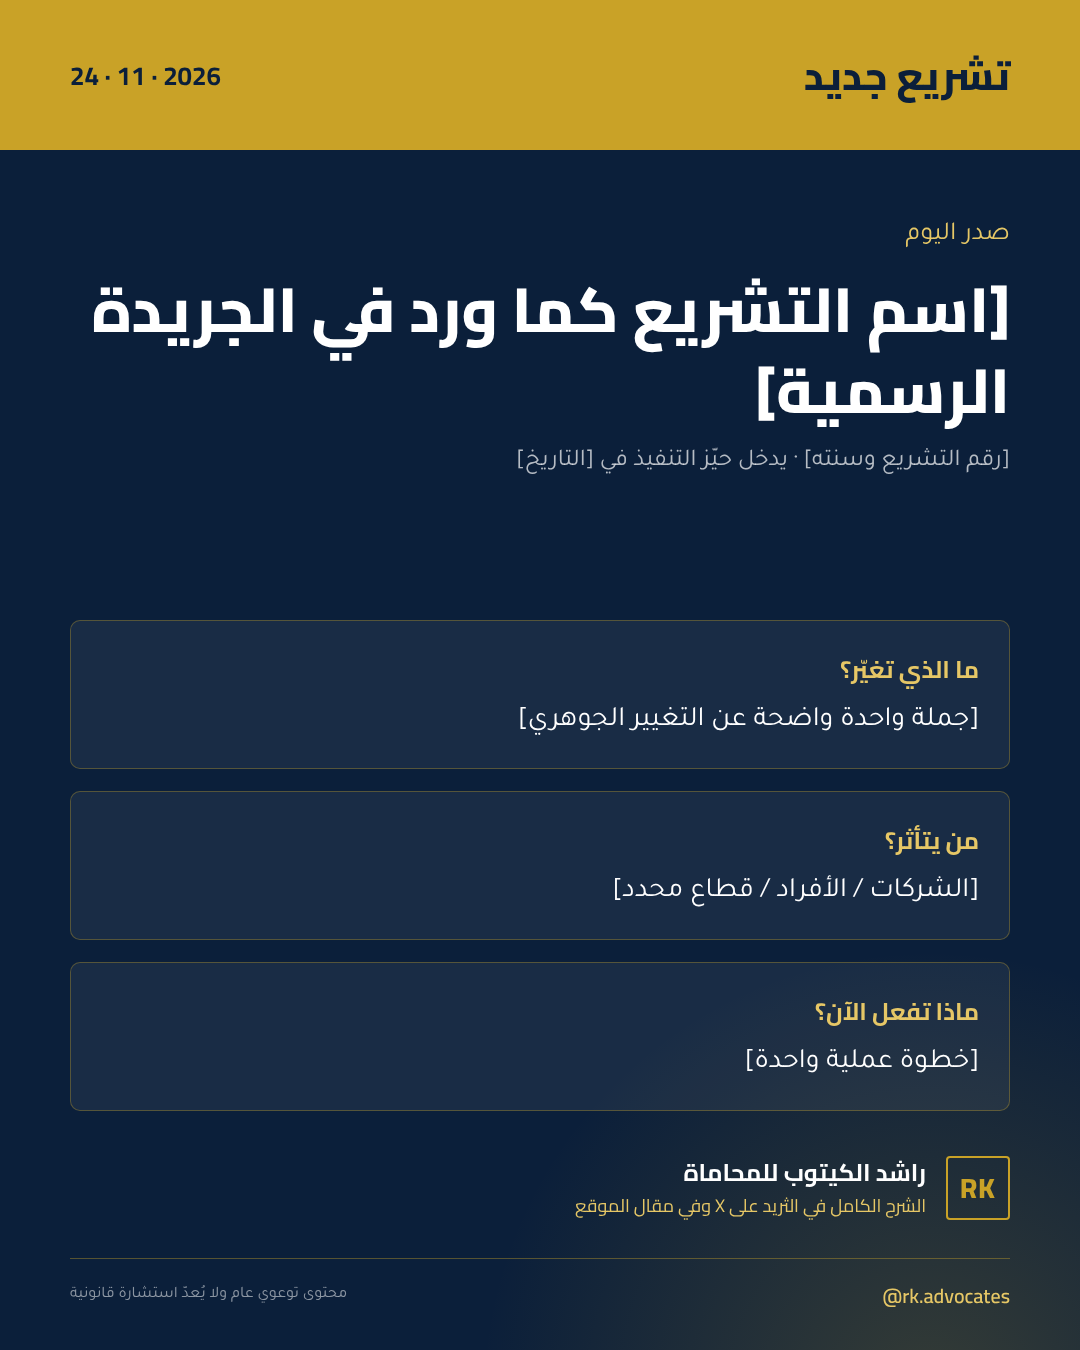 تشريع جديد
24 · 11 · 2026
صدر اليوم
[اسم التشريع كما ورد في الجريدة
الرسمية]
[رقم التشريع وسنته] · يدخل حيّز التنفيذ في [التاريخ]
ما الذي تغيّر؟
[جملة واحدة واضحة عن التغيير الجوهري]
من يتأثر؟
[الشركات / الأفراد / قطاع محدد]
ماذا تفعل الآن؟
[خطوة عملية واحدة]
RK
راشد الكيتوب للمحاماة
الشرح الكامل في الثريد على X وفي مقال الموقع
@rk.advocates
محتوى توعوي عام ولا يُعدّ استشارة قانونية